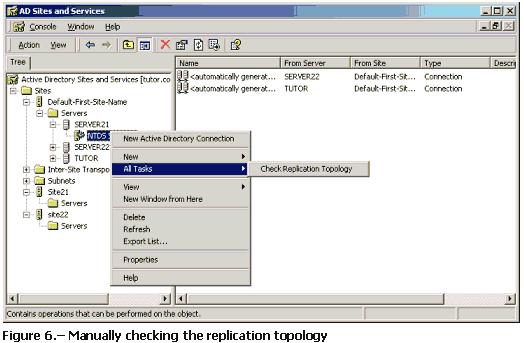 AD Sites and Services
Console Window Help
Action View
Tree
Name From Server From Site Type Descri
Active Directory Sites and Services [tutor.co
Sites
Default-First-Site-Name
Servers
SERVER21
NTDS
SERVER22
TUTOR
Inter-Site Transpo
Subnets
Site21
Servers
site22
Servers
<automatically generat... SERVER22 Default-First-Sit... Connection
<automatically generat... TUTOR Default-First-Sit... Connection
New Active Directory Connection
New
All Tasks
Check Replication Topology
View
New Window from Here
Delete
Refresh
Export List...
Properties
Help
Contains operations that can be performed on the object.
Figure 6.– Manually checking the replication topology